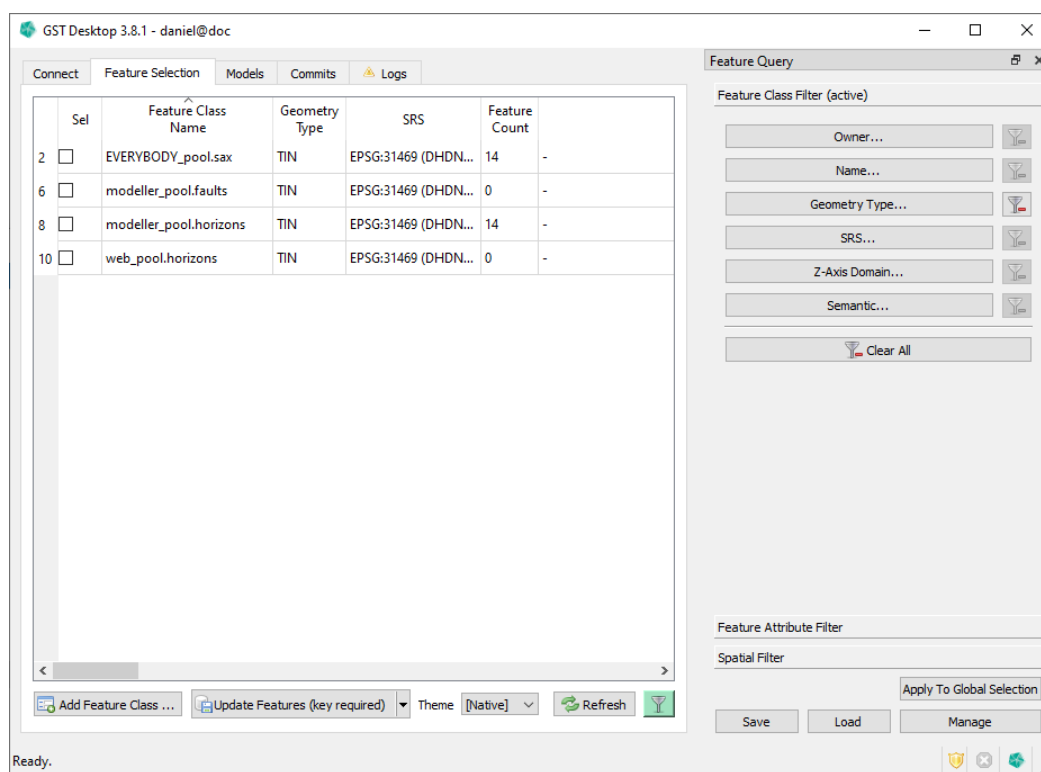 GST Desktop 3.8.1 - daniel@doc
Connect
Feature Selection
Models
Commits
Logs
Sel
Feature Class
Name
Geometry
Type
SRS
Feature
Count
2 EVERYBODY_pool.sax TIN EPSG:31469 (DHDN... 14 -
6 modeller_pool.faults TIN EPSG:31469 (DHDN... 0 -
8 modeller_pool.horizons TIN EPSG:31469 (DHDN... 14 -
10 web_pool.horizons TIN EPSG:31469 (DHDN... 0 -
Add Feature Class ...
Update Features (key required)
Theme
[Native]
Refresh
Feature Query
Feature Class Filter (active)
Owner...
Name...
Geometry Type...
SRS...
Z-Axis Domain...
Semantic...
Clear All
Feature Attribute Filter
Spatial Filter
Apply To Global Selection
Save
Load
Manage
Ready.